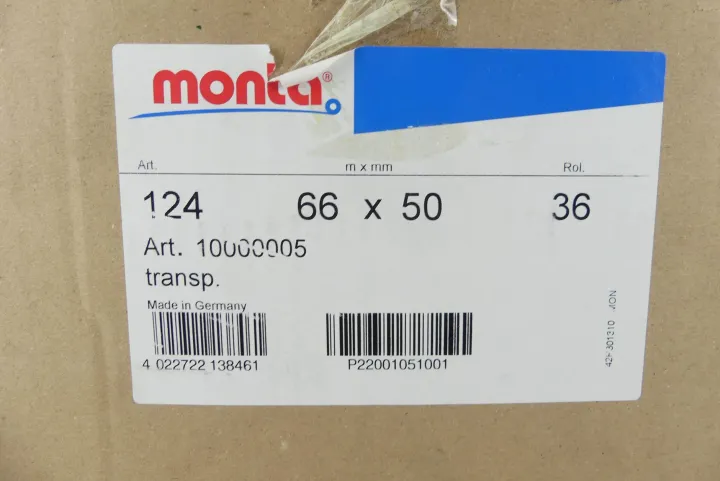 monta®
Art. m x mm Rol.
124 66 x 50 36
Art. 10000005
transp.
Made in Germany
4 022722 138461
P22001051001